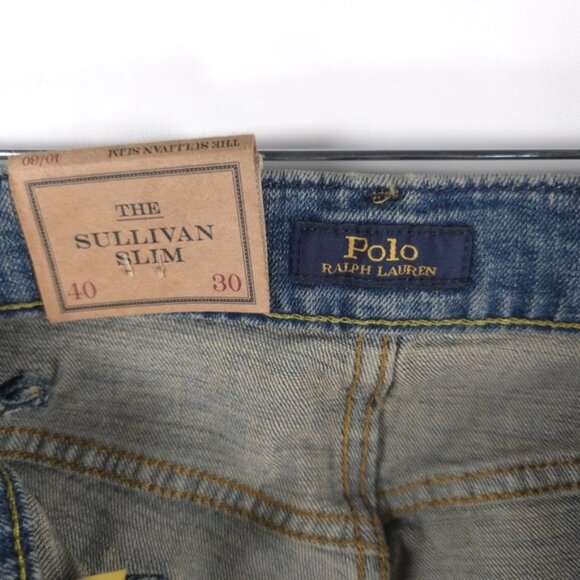 THE SULLIVAN SLIM
THE
SULLIVAN
SLIM
40 30
Polo
RALPH LAUREN